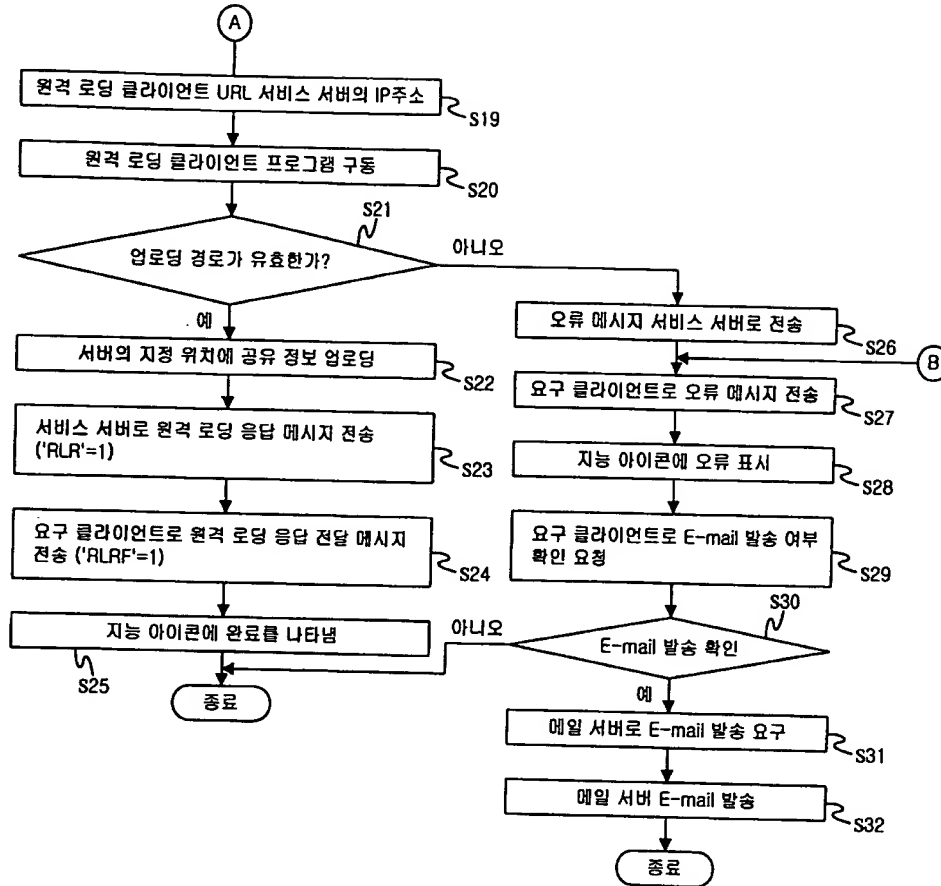 A
원격 로딩 클라이언트 URL 서비스 서버의 IP주소
S19
원격 로딩 클라이언트 프로그램 구동
S20
S21
업로딩 경로가 유효한가?
아니오
예
서버의 지정 위치에 공유 정보 업로딩
S22
서비스 서버로 원격 로딩 응답 메시지 전송
('RLR'=1)
S23
요구 클라이언트로 원격 로딩 응답 전달 메시지
전송 ('RLRF'=1)
S24
지능 아이콘에 완료를 나타냄
S25
종료
오류 메시지 서비스 서버로 전송
S26
B
요구 클라이언트로 오류 메시지 전송
S27
지능 아이콘에 오류 표시
S28
요구 클라이언트로 E-mail 발송 여부
확인 요청
S29
S30
E-mail 발송 확인
아니오
예
메일 서버로 E-mail 발송 요구
S31
메일 서버 E-mail 발송
S32
종료